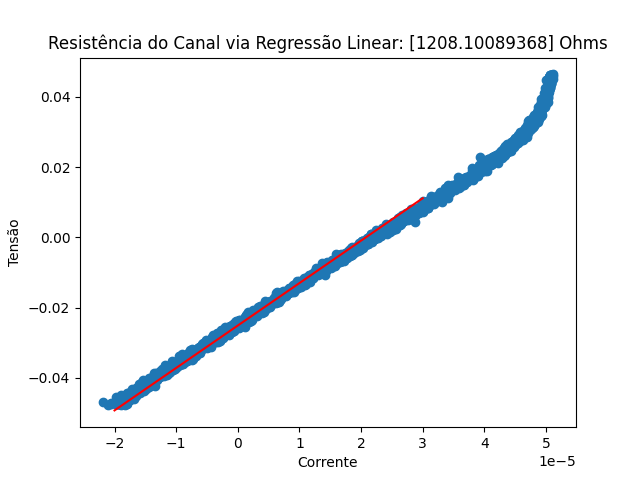 Resistência do Canal via Regressão Linear: [1208.10089368] Ohms
0.04
0.02
0.00
−0.02
−0.04
Tensão
−2 −1 0 1 2 3 4 5
1e−5
Corrente